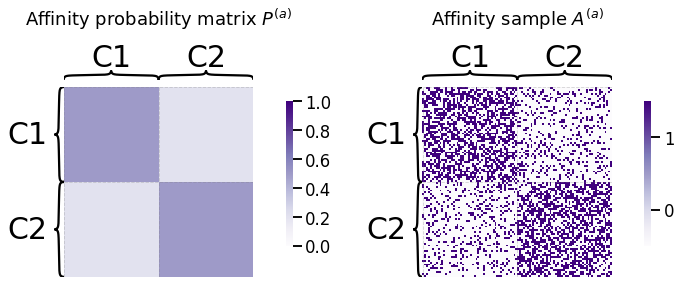 Affinity probability matrix P^(a)
C1 C2
C1
C2
1.0
0.8
0.6
0.4
0.2
0.0
Affinity sample A^(a)
C1 C2
C1
C2
1
0